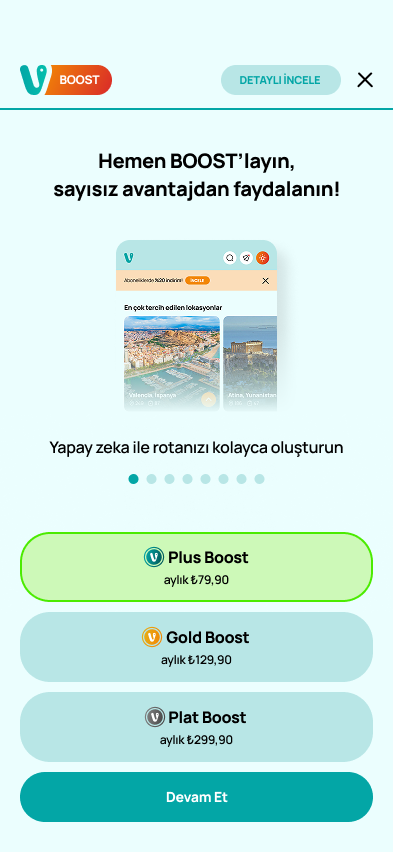 BOOST
DETAYLI İNCELE
Hemen BOOST’layın,
sayısız avantajdan faydalanın!
Aboneliklerde %20 indirim!
İNCELE
En çok tercih edilen lokasyonlar
Valencia, İspanya
Atina, Yunanistan
Yapay zeka ile rotanızı kolayca oluşturun
Plus Boost
aylık ₺79,90
Gold Boost
aylık ₺129,90
Plat Boost
aylık ₺299,90
Devam Et